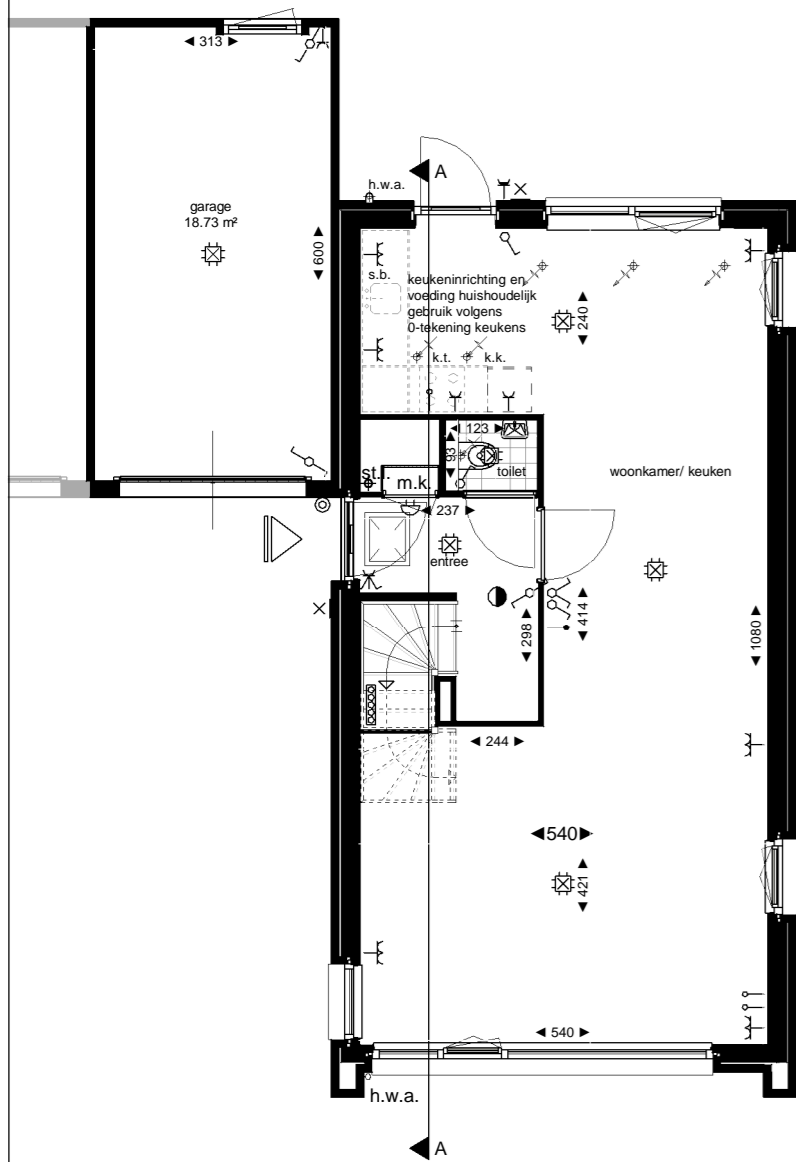 313
A
h.w.a.
garage
18.73 m²
600
s.b.
keukeninrichting en
voeding huishoudelijk
gebruik volgens
0-tekening keukens
240
k.t.
k.k.
123
93
toilet
woonkamer/ keuken
st...
m.k.
237
entree
298
414
1080
244
540
421
540
h.w.a.
A